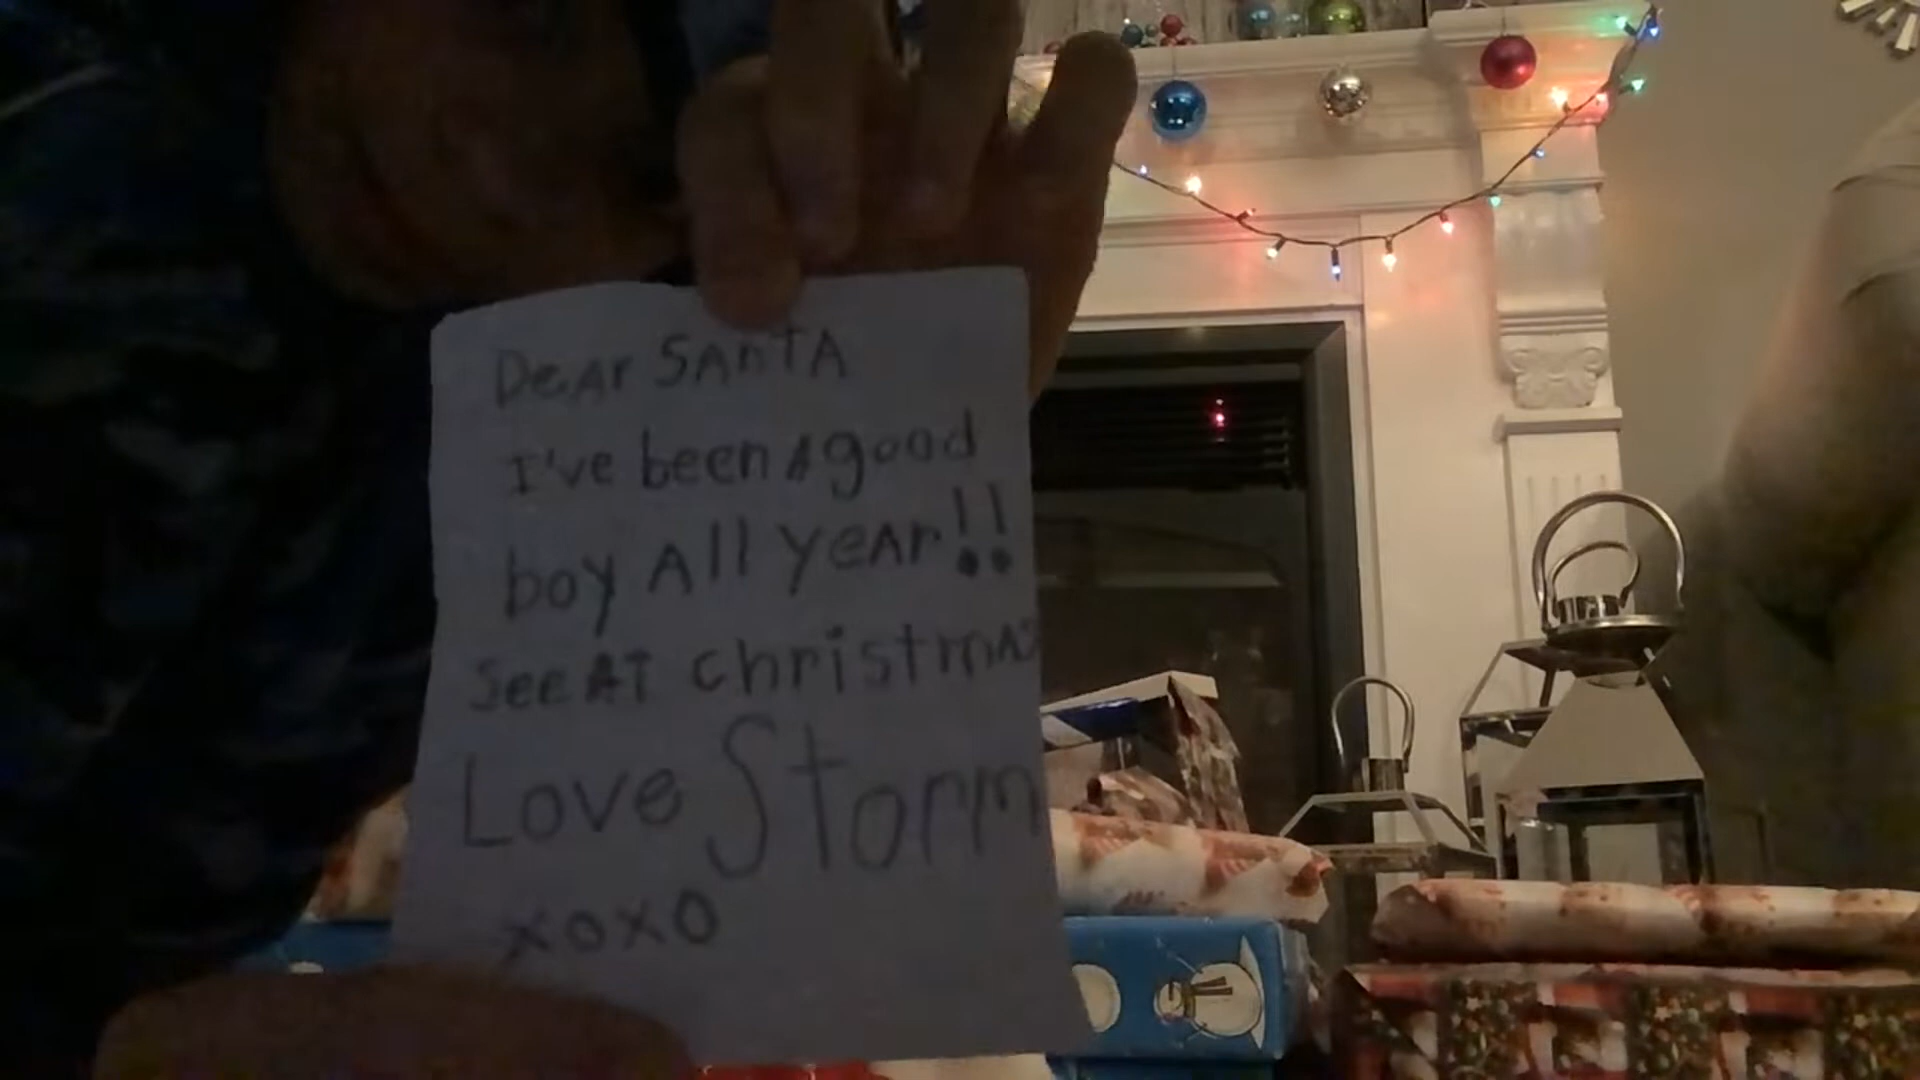 DeAr SAnTA
I've been A good
boy All yeAr!!
See AT christmAs
Love Storm
xoxo